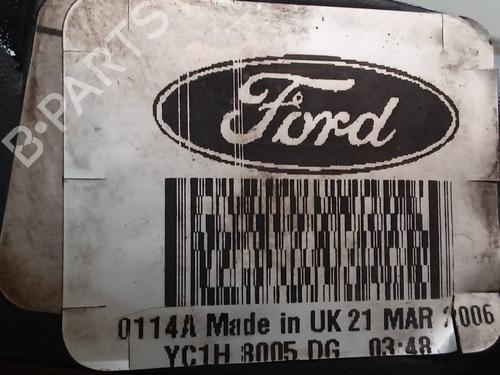 B-PARTS
Ford
0114A Made in UK 21 MAR 2006
YC1H 8005 DG 03:48